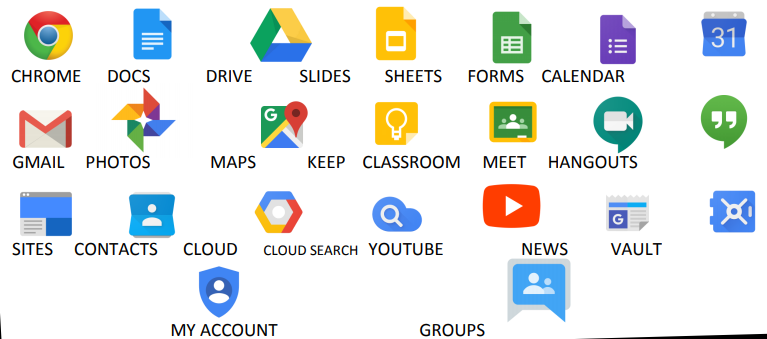 31
CHROME DOCS DRIVE SLIDES SHEETS FORMS CALENDAR
G
GMAIL PHOTOS MAPS KEEP CLASSROOM MEET HANGOUTS
G
SITES CONTACTS CLOUD CLOUD SEARCH YOUTUBE NEWS VAULT
MY ACCOUNT GROUPS